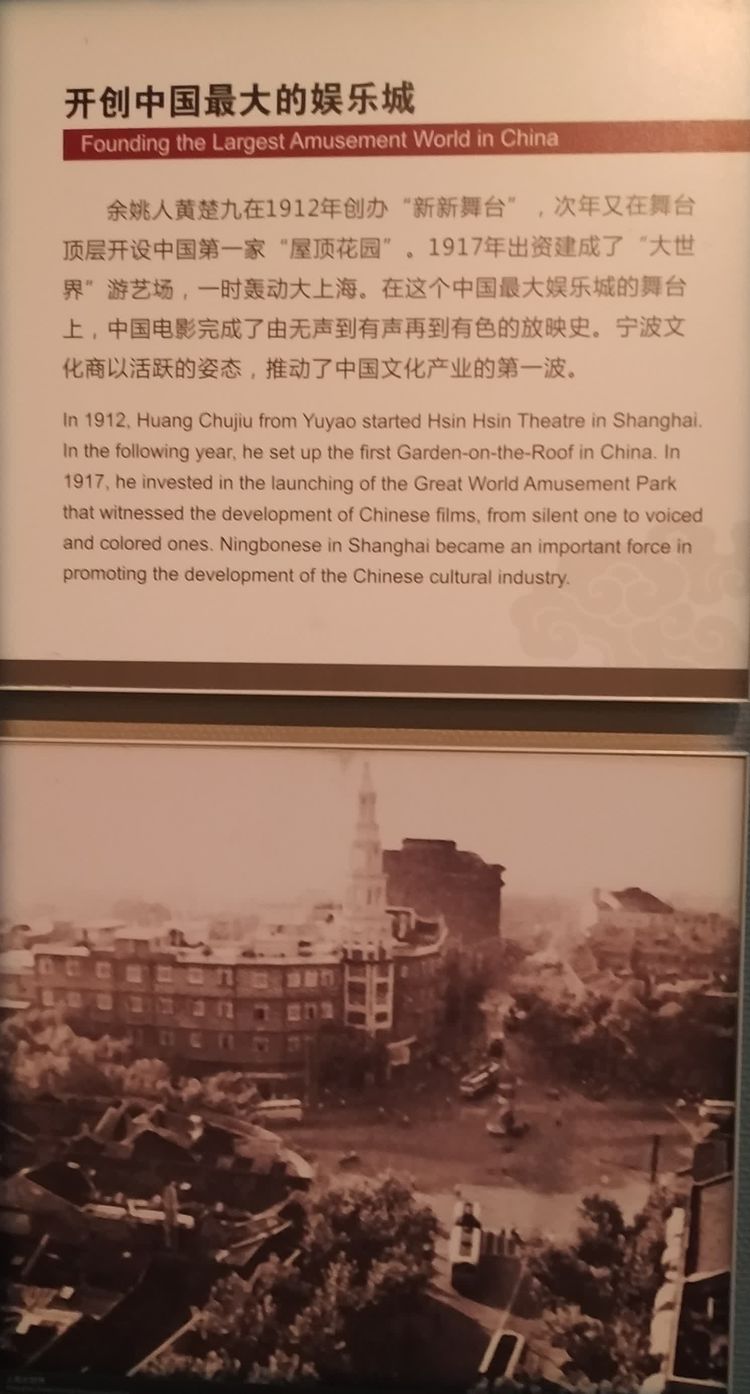 开创中国最大的娱乐城
Founding the Largest Amusement World in China
余姚人黄楚九在1912年创办“新新舞台”，次年又在舞台
顶层开设中国第一家“屋顶花园”。1917年出资建成了“大世
界”游艺场，一时轰动大上海。在这个中国最大娱乐城的舞台
上，中国电影完成了由无声到有声再到有色的放映史。宁波文
化商以活跃的姿态，推动了中国文化产业的第一波。
In 1912, Huang Chujiu from Yuyao started Hsin Hsin Theatre in Shanghai.
In the following year, he set up the first Garden-on-the-Roof in China. In
1917, he invested in the launching of the Great World Amusement Park
that witnessed the development of Chinese films, from silent one to voiced
and colored ones. Ningbonese in Shanghai became an important force in
promoting the development of the Chinese cultural industry.